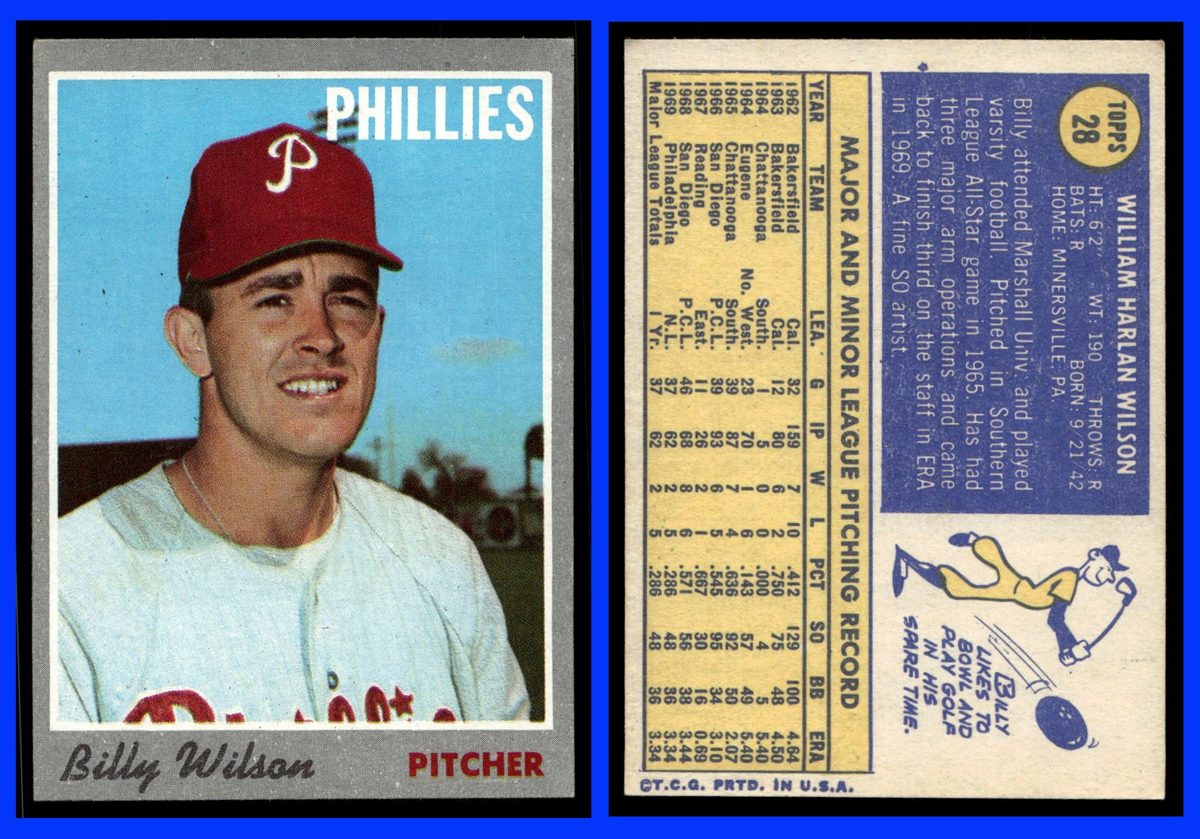 PHILLIES
P
Phillies
Billy Wilson
PITCHER
TOPPS
28
WILLIAM HARLAN WILSON
HT: 6'2" WT: 190 THROWS: R
BATS: R BORN: 9 21 42
HOME: MINERSVILLE, PA
Billy attended Marshall Univ. and played
varsity football. Pitched in Southern
League All-Star game in 1965. Has had
three major arm operations and came
back to finish third on the staff in ERA
in 1969. A fine SO artist.
BILLY
LIKES TO
BOWL AND
PLAY GOLF
IN HIS
SPARE TIME.
MAJOR AND MINOR LEAGUE PITCHING RECORD
YEAR TEAM LEA. G IP W L PCT SO BB ERA
1962 Bakersfield Cal 32 159 7 10 .412 129 100 4.64
1963 Bakersfield Cal. 12 80 6 2 .750 75 48 4.50
1964 Chattanooga South 1 5 0 0 .000 4 5 5.40
1964 Eugene No. West. 23 70 1 6 .143 57 49 5.40
1965 Chattanooga South. 39 87 7 4 .636 92 50 2.07
1966 San Diego P.C.L. 39 93 6 5 .545 95 34 3.10
1967 Reading East. 11 26 2 1 .667 30 16 0.69
1968 San Diego P.C.L. 46 68 8 6 .571 56 38 3.44
1969 Philadelphia N.L. 37 62 2 5 .286 48 36 3.34
Major League Totals 1 Yr. 37 62 2 5 .286 48 36 3.34
©T.C.G. PRTD. IN U.S.A.